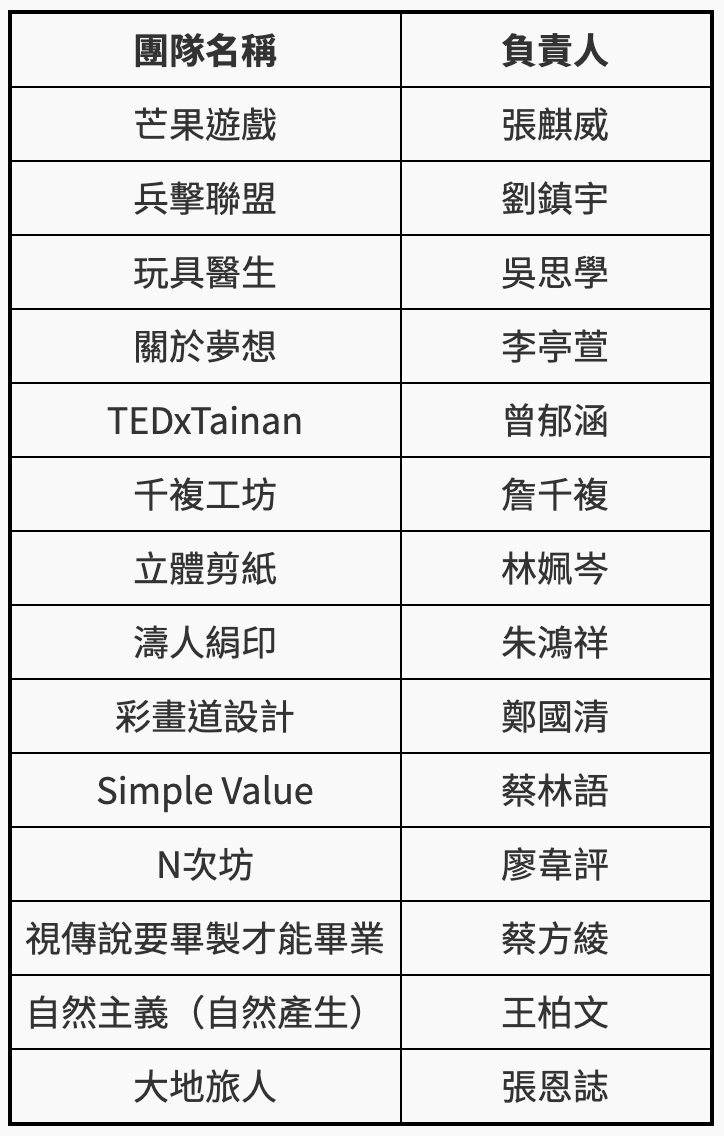 團隊名稱 負責人
芒果遊戲 張麒威
兵擊聯盟 劉鎮宇
玩具醫生 吳思學
關於夢想 李亭萱
TEDxTainan 曾郁涵
千複工坊 詹千複
立體剪紙 林姵岑
濤人絹印 朱鴻祥
彩畫道設計 鄭國清
Simple Value 蔡林語
N次坊 廖韋評
視傳說要畢製才能畢業 蔡方綾
自然主義（自然產生） 王柏文
大地旅人 張恩誌